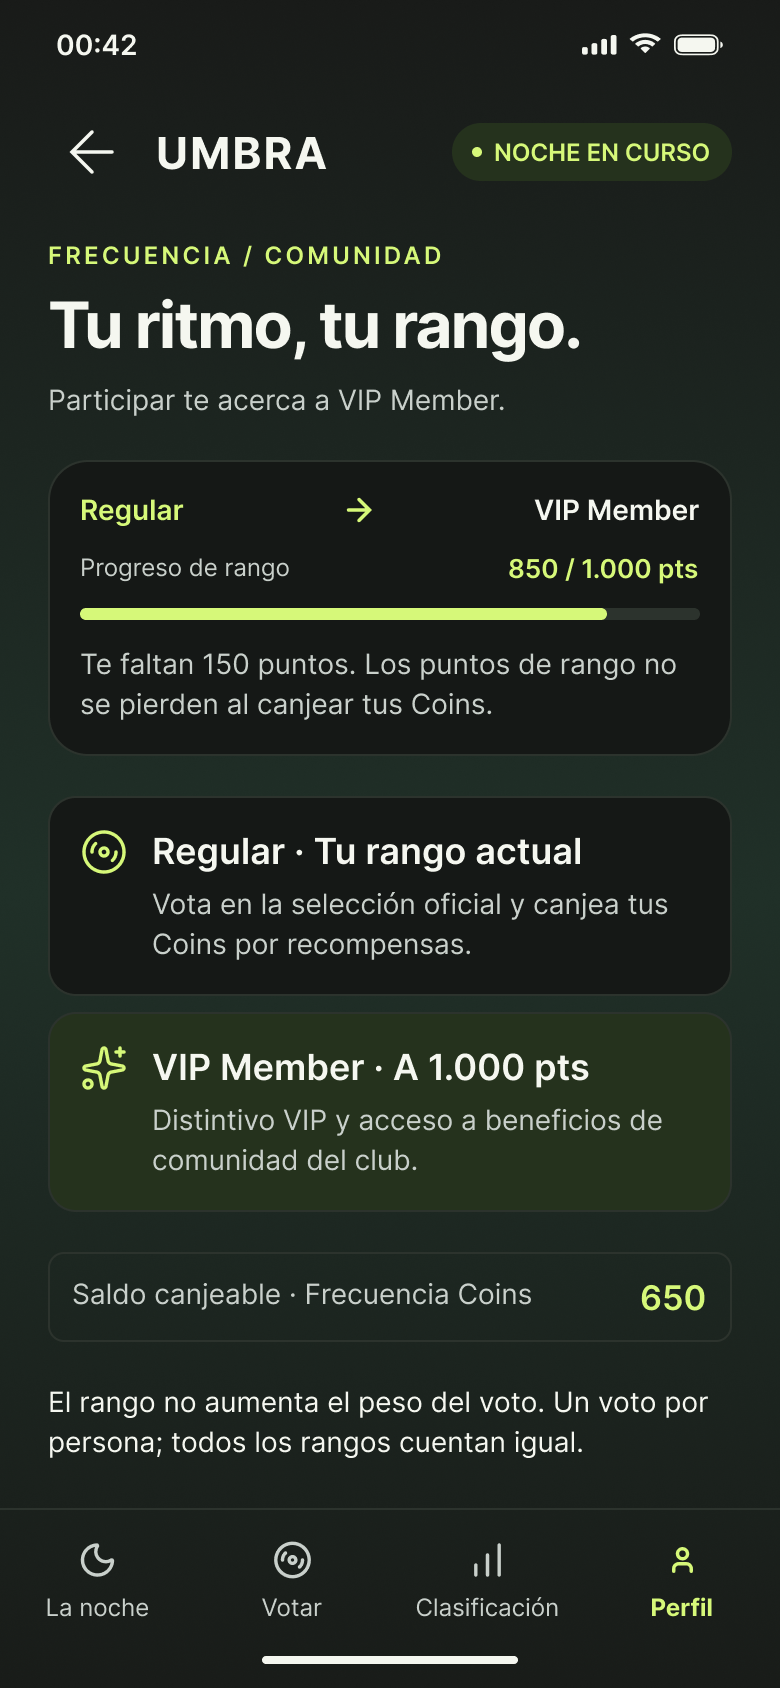 00:42
UMBRA
NOCHE EN CURSO
FRECUENCIA / COMUNIDAD
Tu ritmo, tu rango.
Participar te acerca a VIP Member.
Regular → VIP Member
Progreso de rango 850 / 1.000 pts
Te faltan 150 puntos. Los puntos de rango no
se pierden al canjear tus Coins.
Regular · Tu rango actual
Vota en la selección oficial y canjea tus
Coins por recompensas.
VIP Member · A 1.000 pts
Distintivo VIP y acceso a beneficios de
comunidad del club.
Saldo canjeable · Frecuencia Coins 650
El rango no aumenta el peso del voto. Un voto por
persona; todos los rangos cuentan igual.
La noche Votar Clasificación Perfil